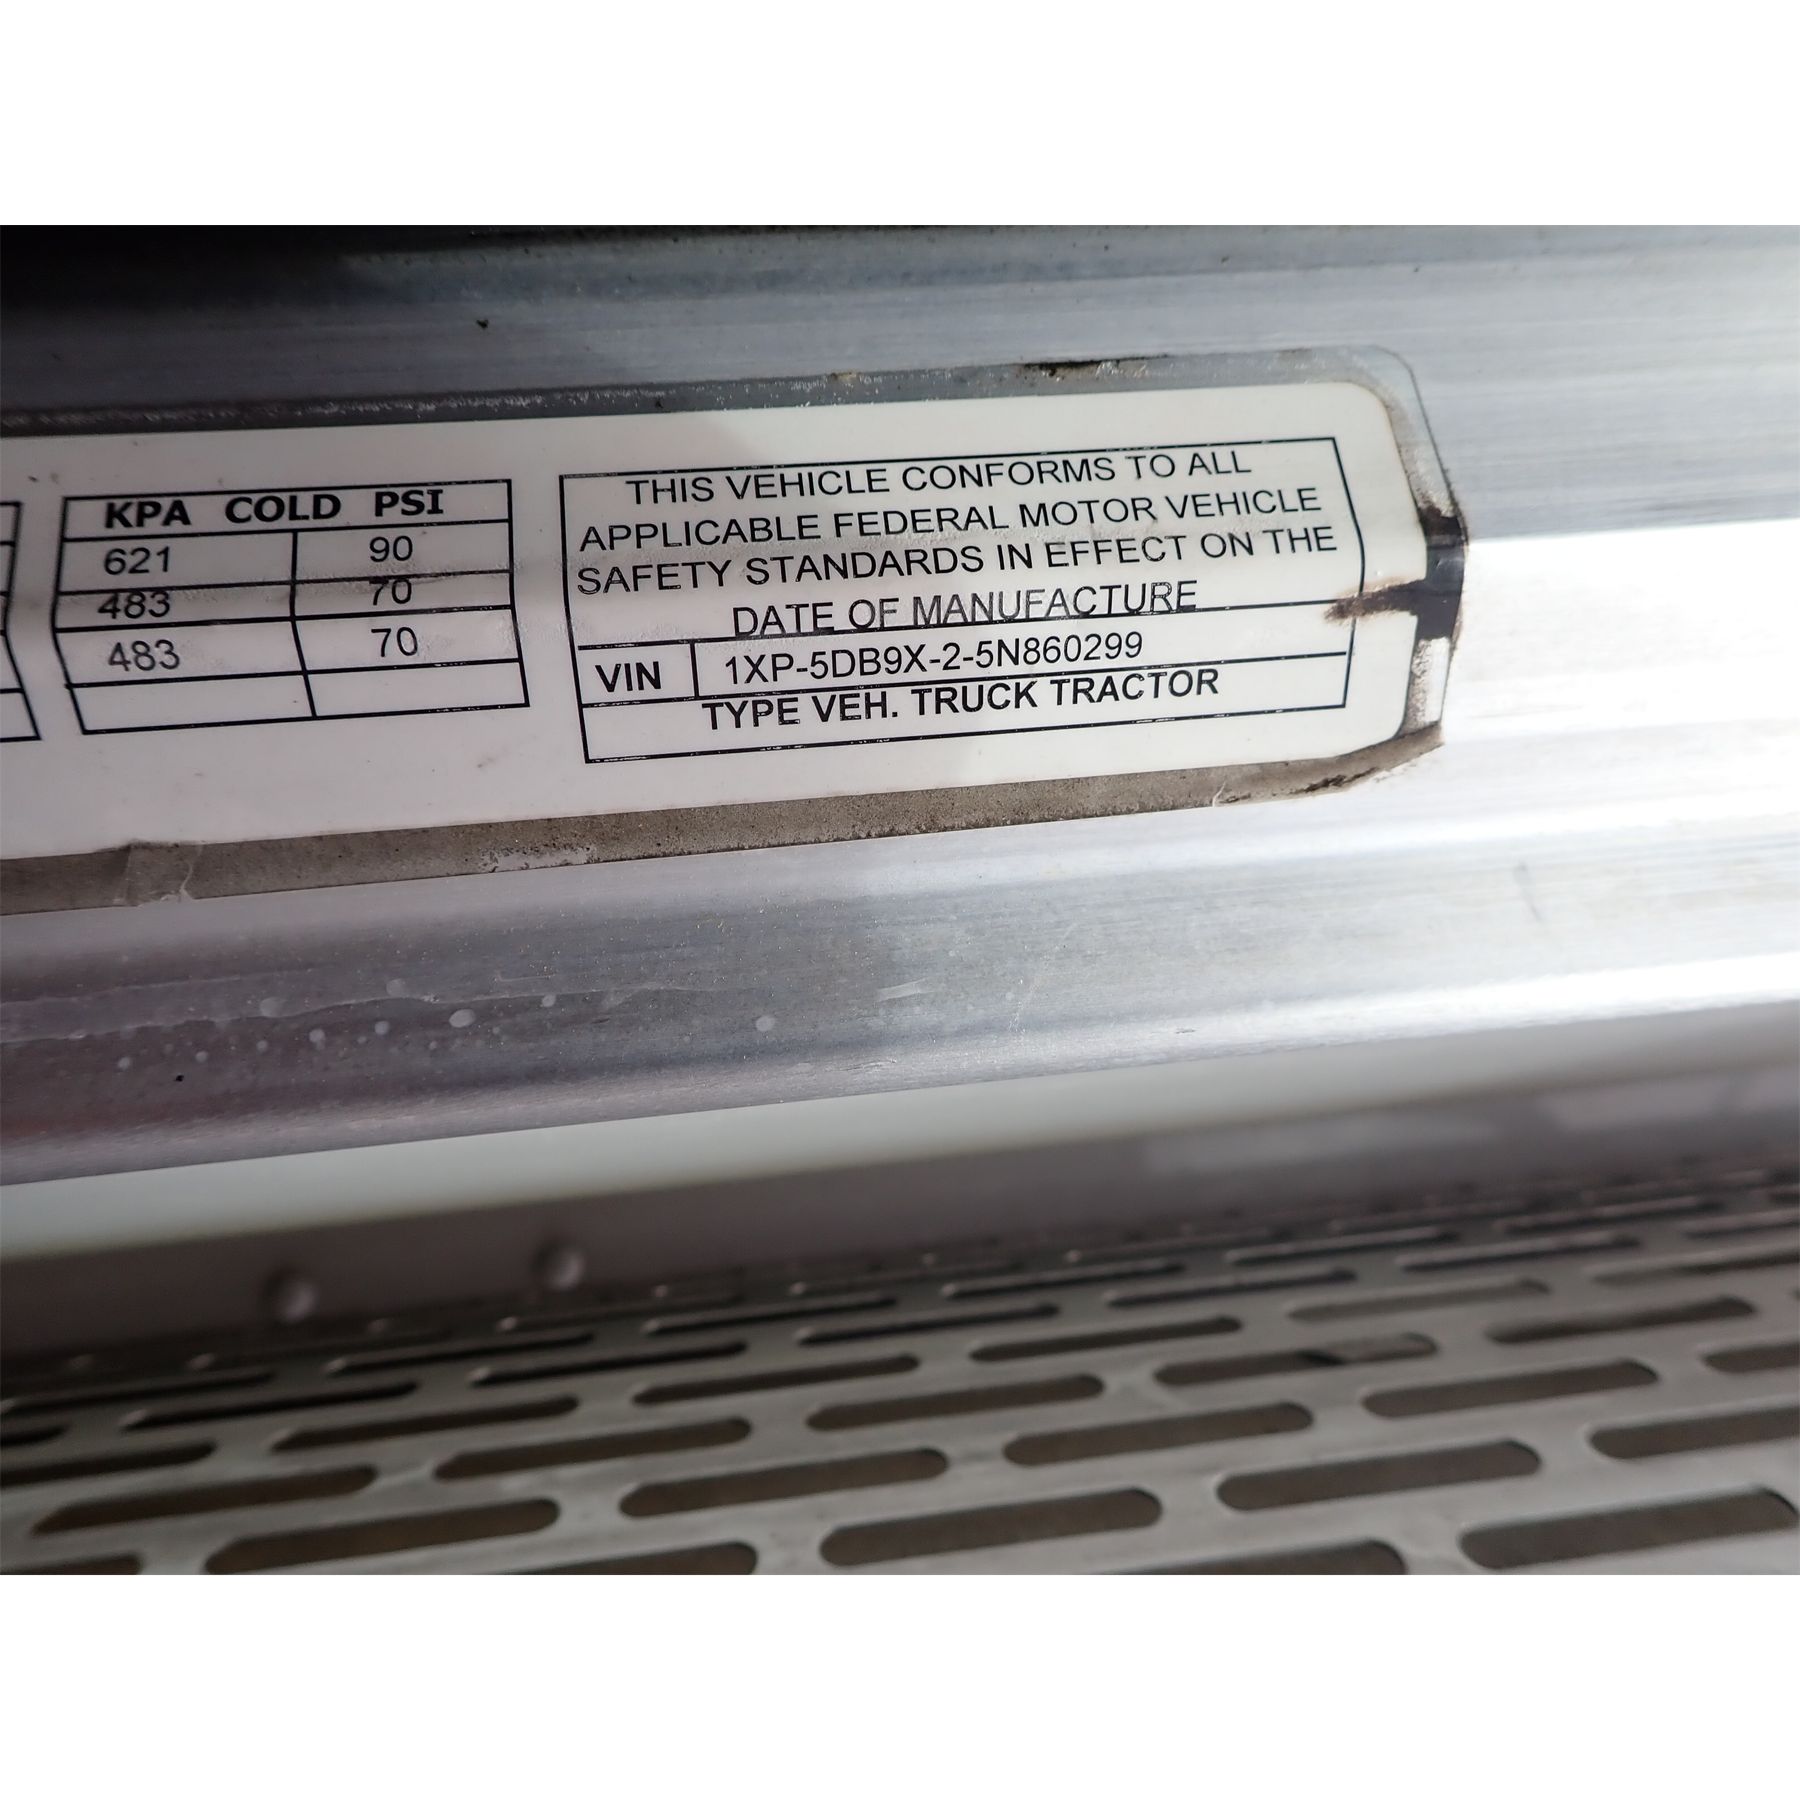 KPA COLD PSI
621 90
483 70
483 70
THIS VEHICLE CONFORMS TO ALL
APPLICABLE FEDERAL MOTOR VEHICLE
SAFETY STANDARDS IN EFFECT ON THE
DATE OF MANUFACTURE
VIN 1XP-5DB9X-2-5N860299
TYPE VEH. TRUCK TRACTOR